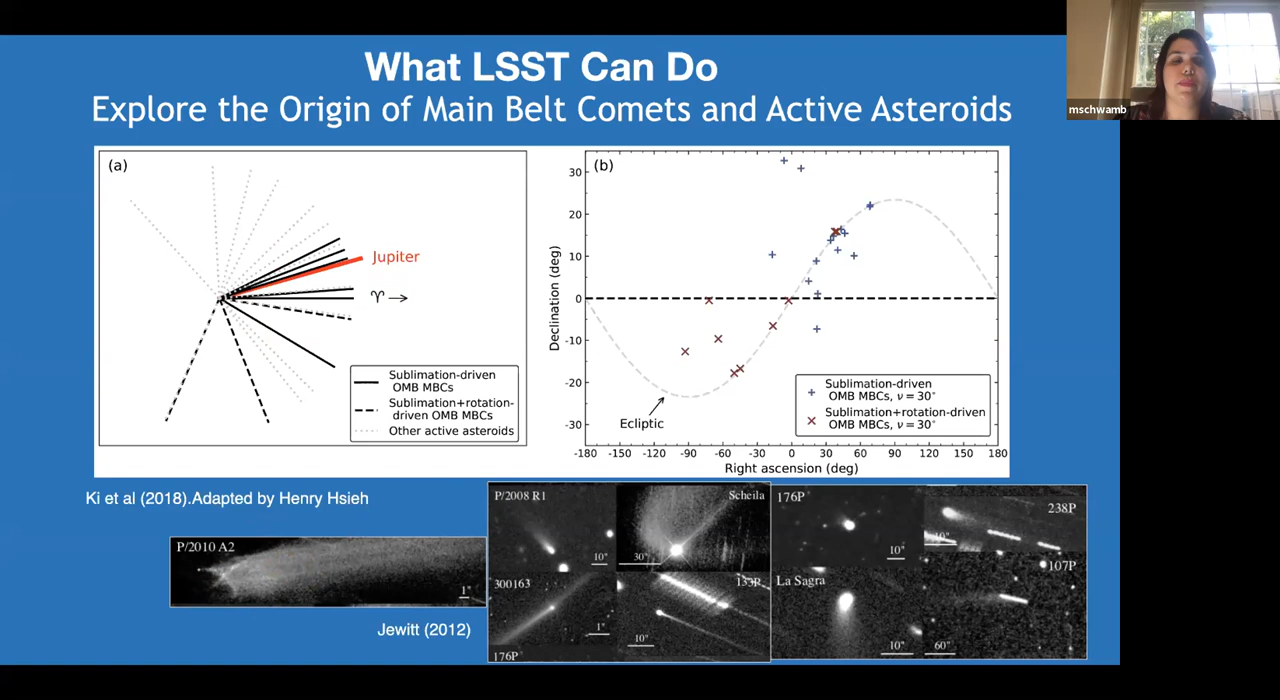 What LSST Can Do
Explore the Origin of Main Belt Comets and Active Asteroids
mschwamb
(a)
Jupiter
♈︎ →
Sublimation-driven
OMB MBCs
Sublimation+rotation-
driven OMB MBCs
Other active asteroids
(b)
30
20
10
0
-10
-20
-30
Declination (deg)
Ecliptic
Sublimation-driven
OMB MBCs, ν = 30°
Sublimation+rotation-driven
OMB MBCs, ν = 30°
-180 -150 -120 -90 -60 -30 0 30 60 90 120 150 180
Right ascension (deg)
Ki et al (2018).Adapted by Henry Hsieh
P/2010 A2
1"
Jewitt (2012)
P/2008 R1
10"
Scheila
30"
300163
1"
133P
10"
176P
176P
10"
238P
10"
La Sagra
10"
107P
60"